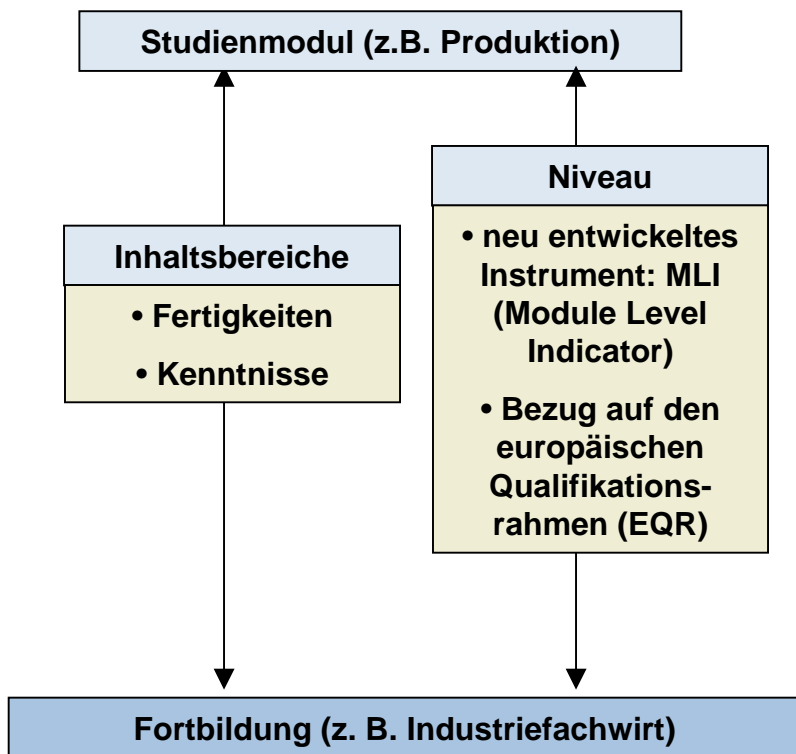 Studienmodul (z.B. Produktion)
Inhaltsbereiche
• Fertigkeiten
• Kenntnisse
Niveau
• neu entwickeltes
Instrument: MLI
(Module Level
Indicator)
• Bezug auf den
europäischen
Qualifikations-
rahmen (EQR)
Fortbildung (z. B. Industriefachwirt)